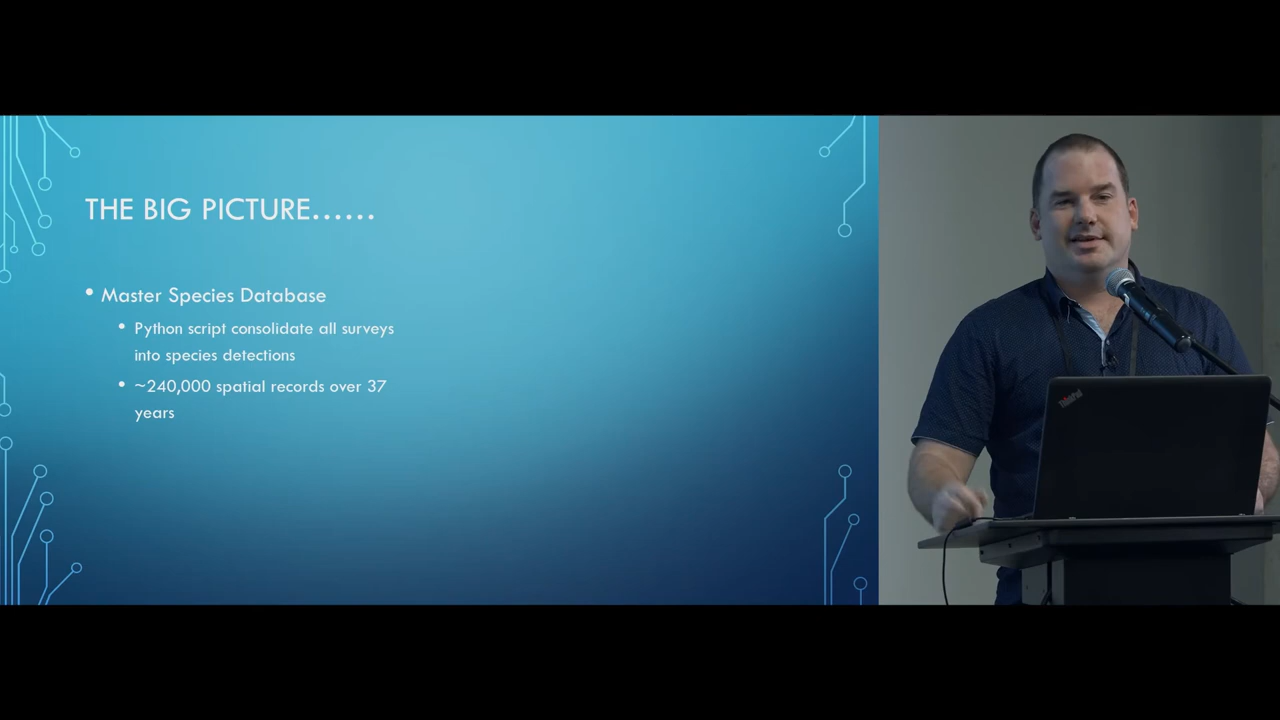 THE BIG PICTURE......
• Master Species Database
• Python script consolidate all surveys
into species detections
• ~240,000 spatial records over 37
years
ThinkPad